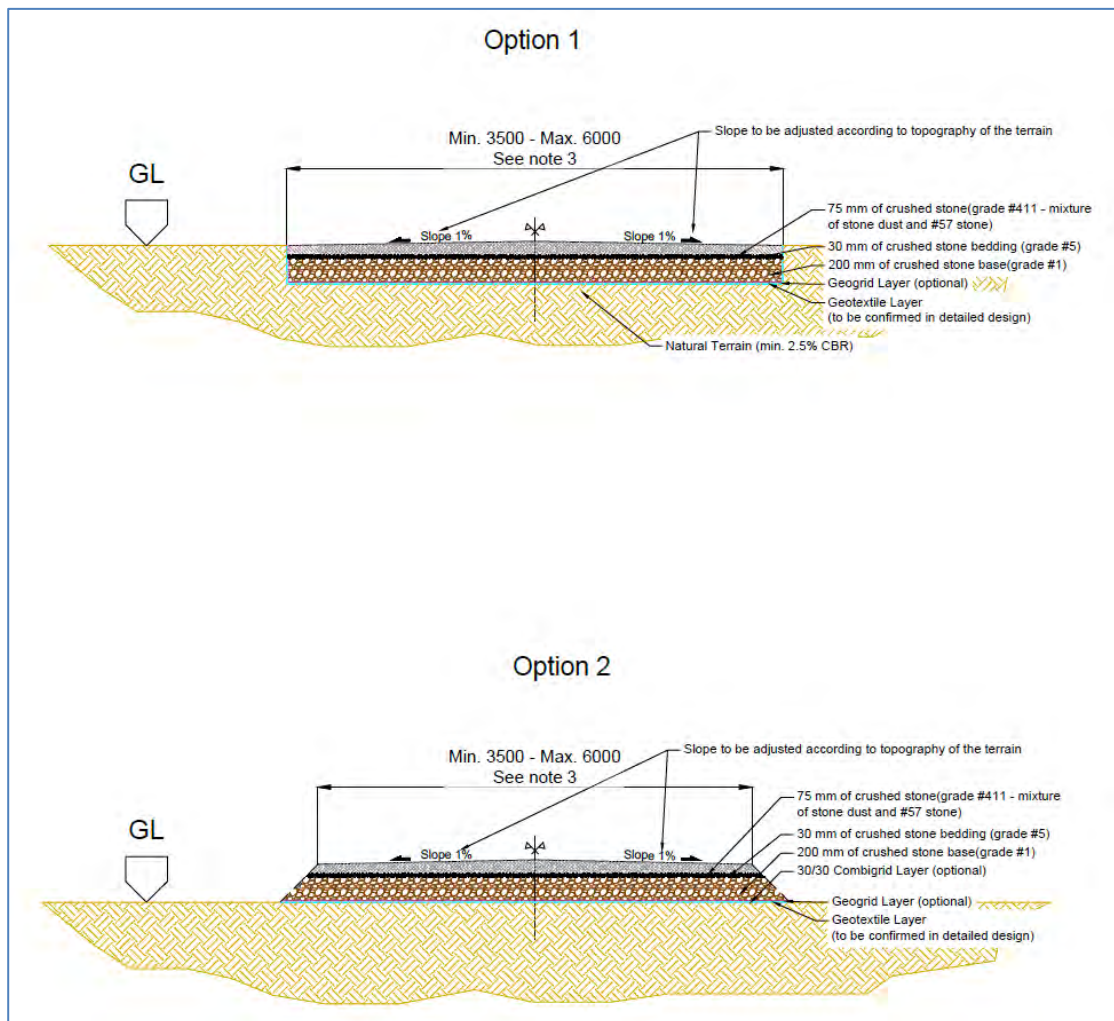 Option 1
Min. 3500 - Max. 6000
See note 3
Slope to be adjusted according to topography of the terrain
GL
Slope 1%
Slope 1%
75 mm of crushed stone(grade #411 - mixture
of stone dust and #57 stone)
30 mm of crushed stone bedding (grade #5)
200 mm of crushed stone base(grade #1)
Geogrid Layer (optional)
Geotextile Layer
(to be confirmed in detailed design)
Natural Terrain (min. 2.5% CBR)
Option 2
Min. 3500 - Max. 6000
See note 3
Slope to be adjusted according to topography of the terrain
GL
Slope 1%
Slope 1%
75 mm of crushed stone(grade #411 - mixture
of stone dust and #57 stone)
30 mm of crushed stone bedding (grade #5)
200 mm of crushed stone base(grade #1)
30/30 Combigrid Layer (optional)
Geogrid Layer (optional)
Geotextile Layer
(to be confirmed in detailed design)